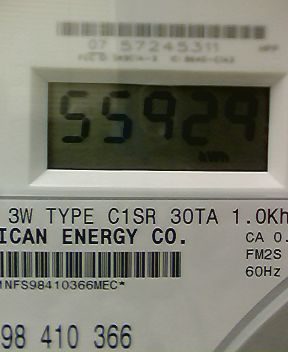 07 57245311
55929
kWh
3W TYPE C1SR 30TA 1.0Kh
ICAN ENERGY CO.
CA 0.
FM2S
60Hz
NFS98410366MEC*
98 410 366